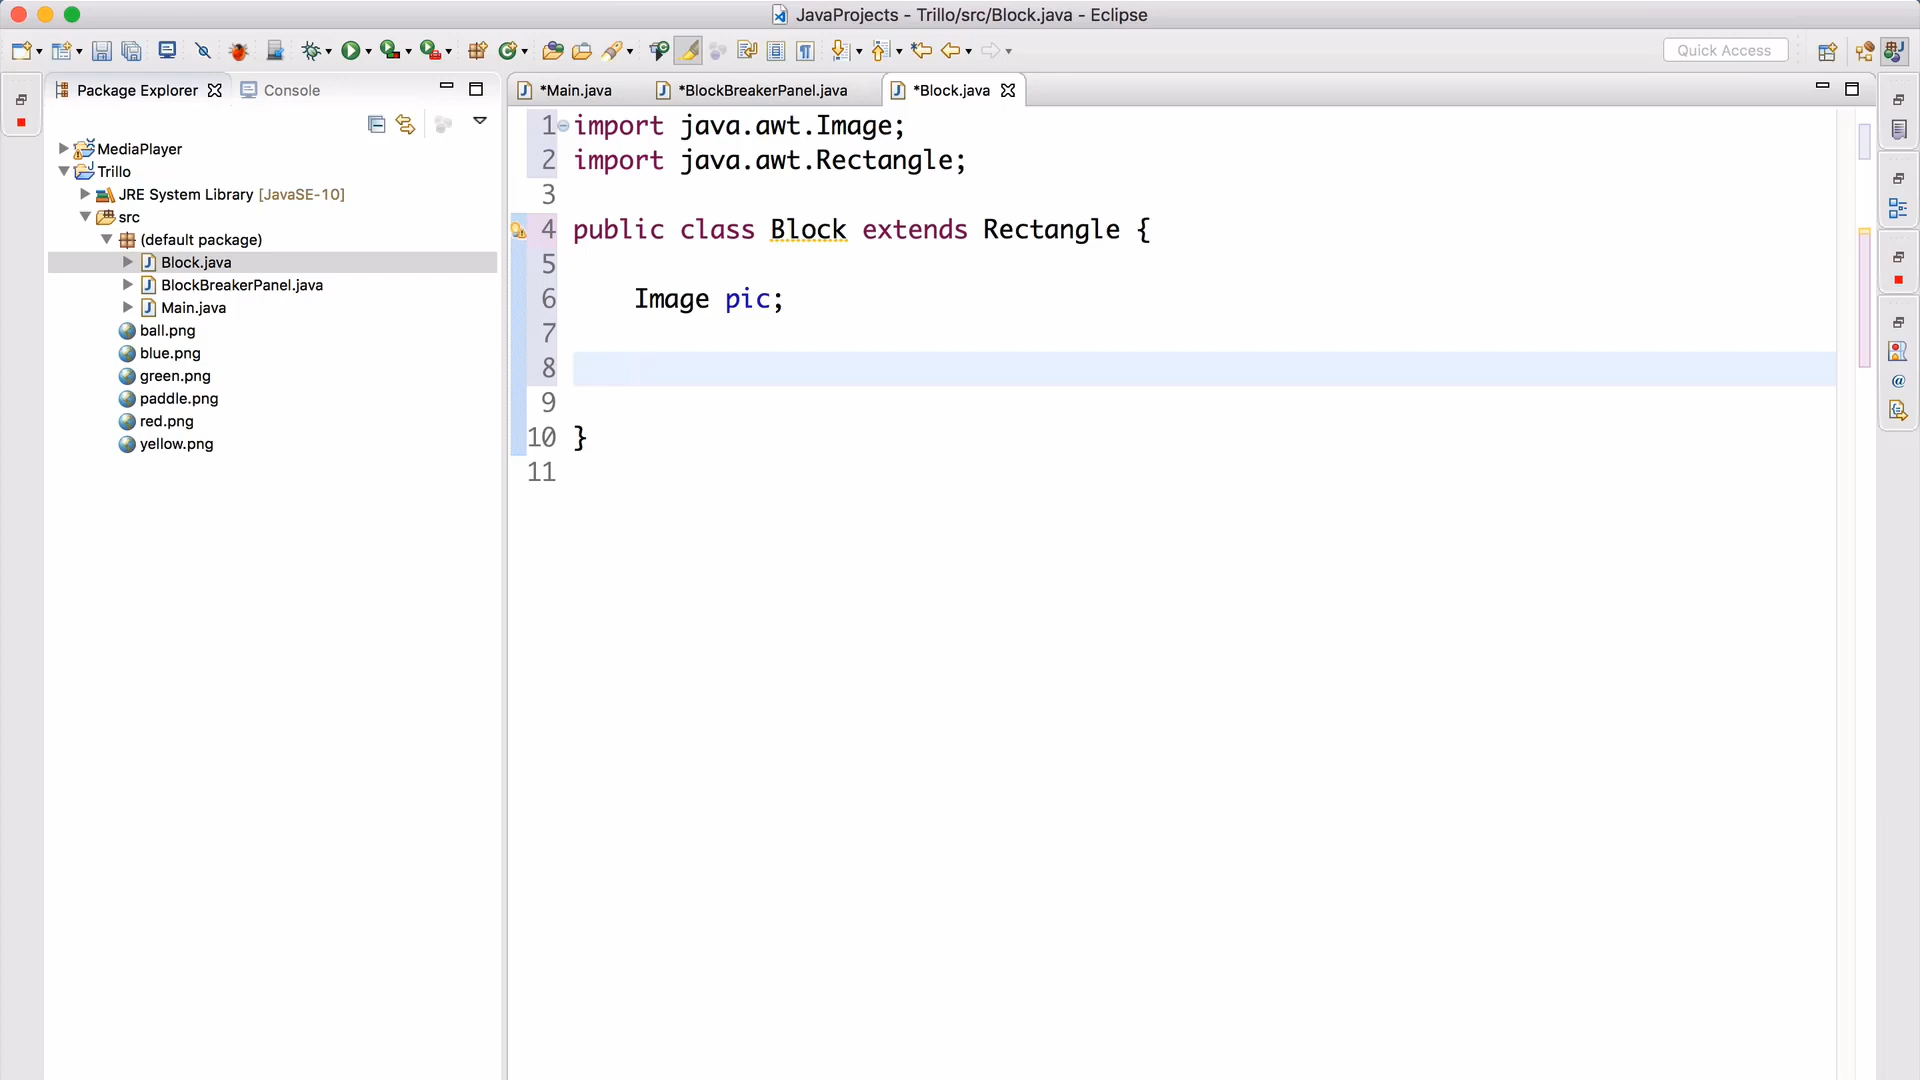 JavaProjects - Trillo/src/Block.java - Eclipse
Quick Access
Package Explorer
Console
*Main.java
*BlockBreakerPanel.java
*Block.java
MediaPlayer
Trillo
JRE System Library [JavaSE-10]
src
(default package)
Block.java
BlockBreakerPanel.java
Main.java
ball.png
blue.png
green.png
paddle.png
red.png
yellow.png
1 import java.awt.Image;
2 import java.awt.Rectangle;
3
4 public class Block extends Rectangle {
5
6 Image pic;
7
8
9
10 }
11